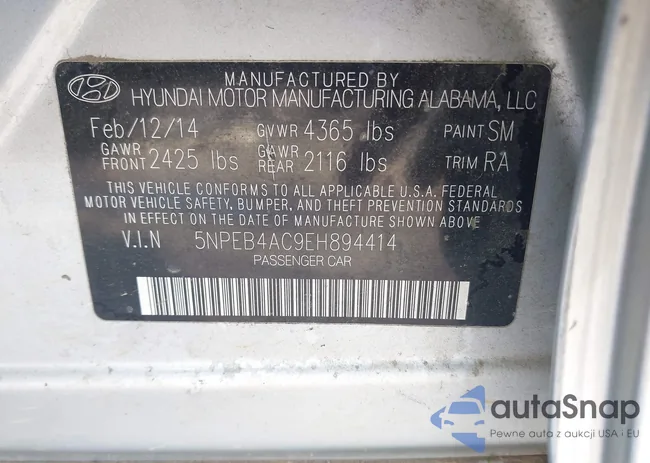 MANUFACTURED BY
HYUNDAI MOTOR MANUFACTURING ALABAMA, LLC
Feb/12/14 GVWR 4365 lbs PAINT SM
GAWR FRONT 2425 lbs GAWR REAR 2116 lbs TRIM RA
THIS VEHICLE CONFORMS TO ALL APPLICABLE U.S.A. FEDERAL
MOTOR VEHICLE SAFETY, BUMPER, AND THEFT PREVENTION STANDARDS
IN EFFECT ON THE DATE OF MANUFACTURE SHOWN ABOVE.
V.I.N 5NPEB4AC9EH894414
PASSENGER CAR
autoSnap
Pewne auta z aukcji USA i EU